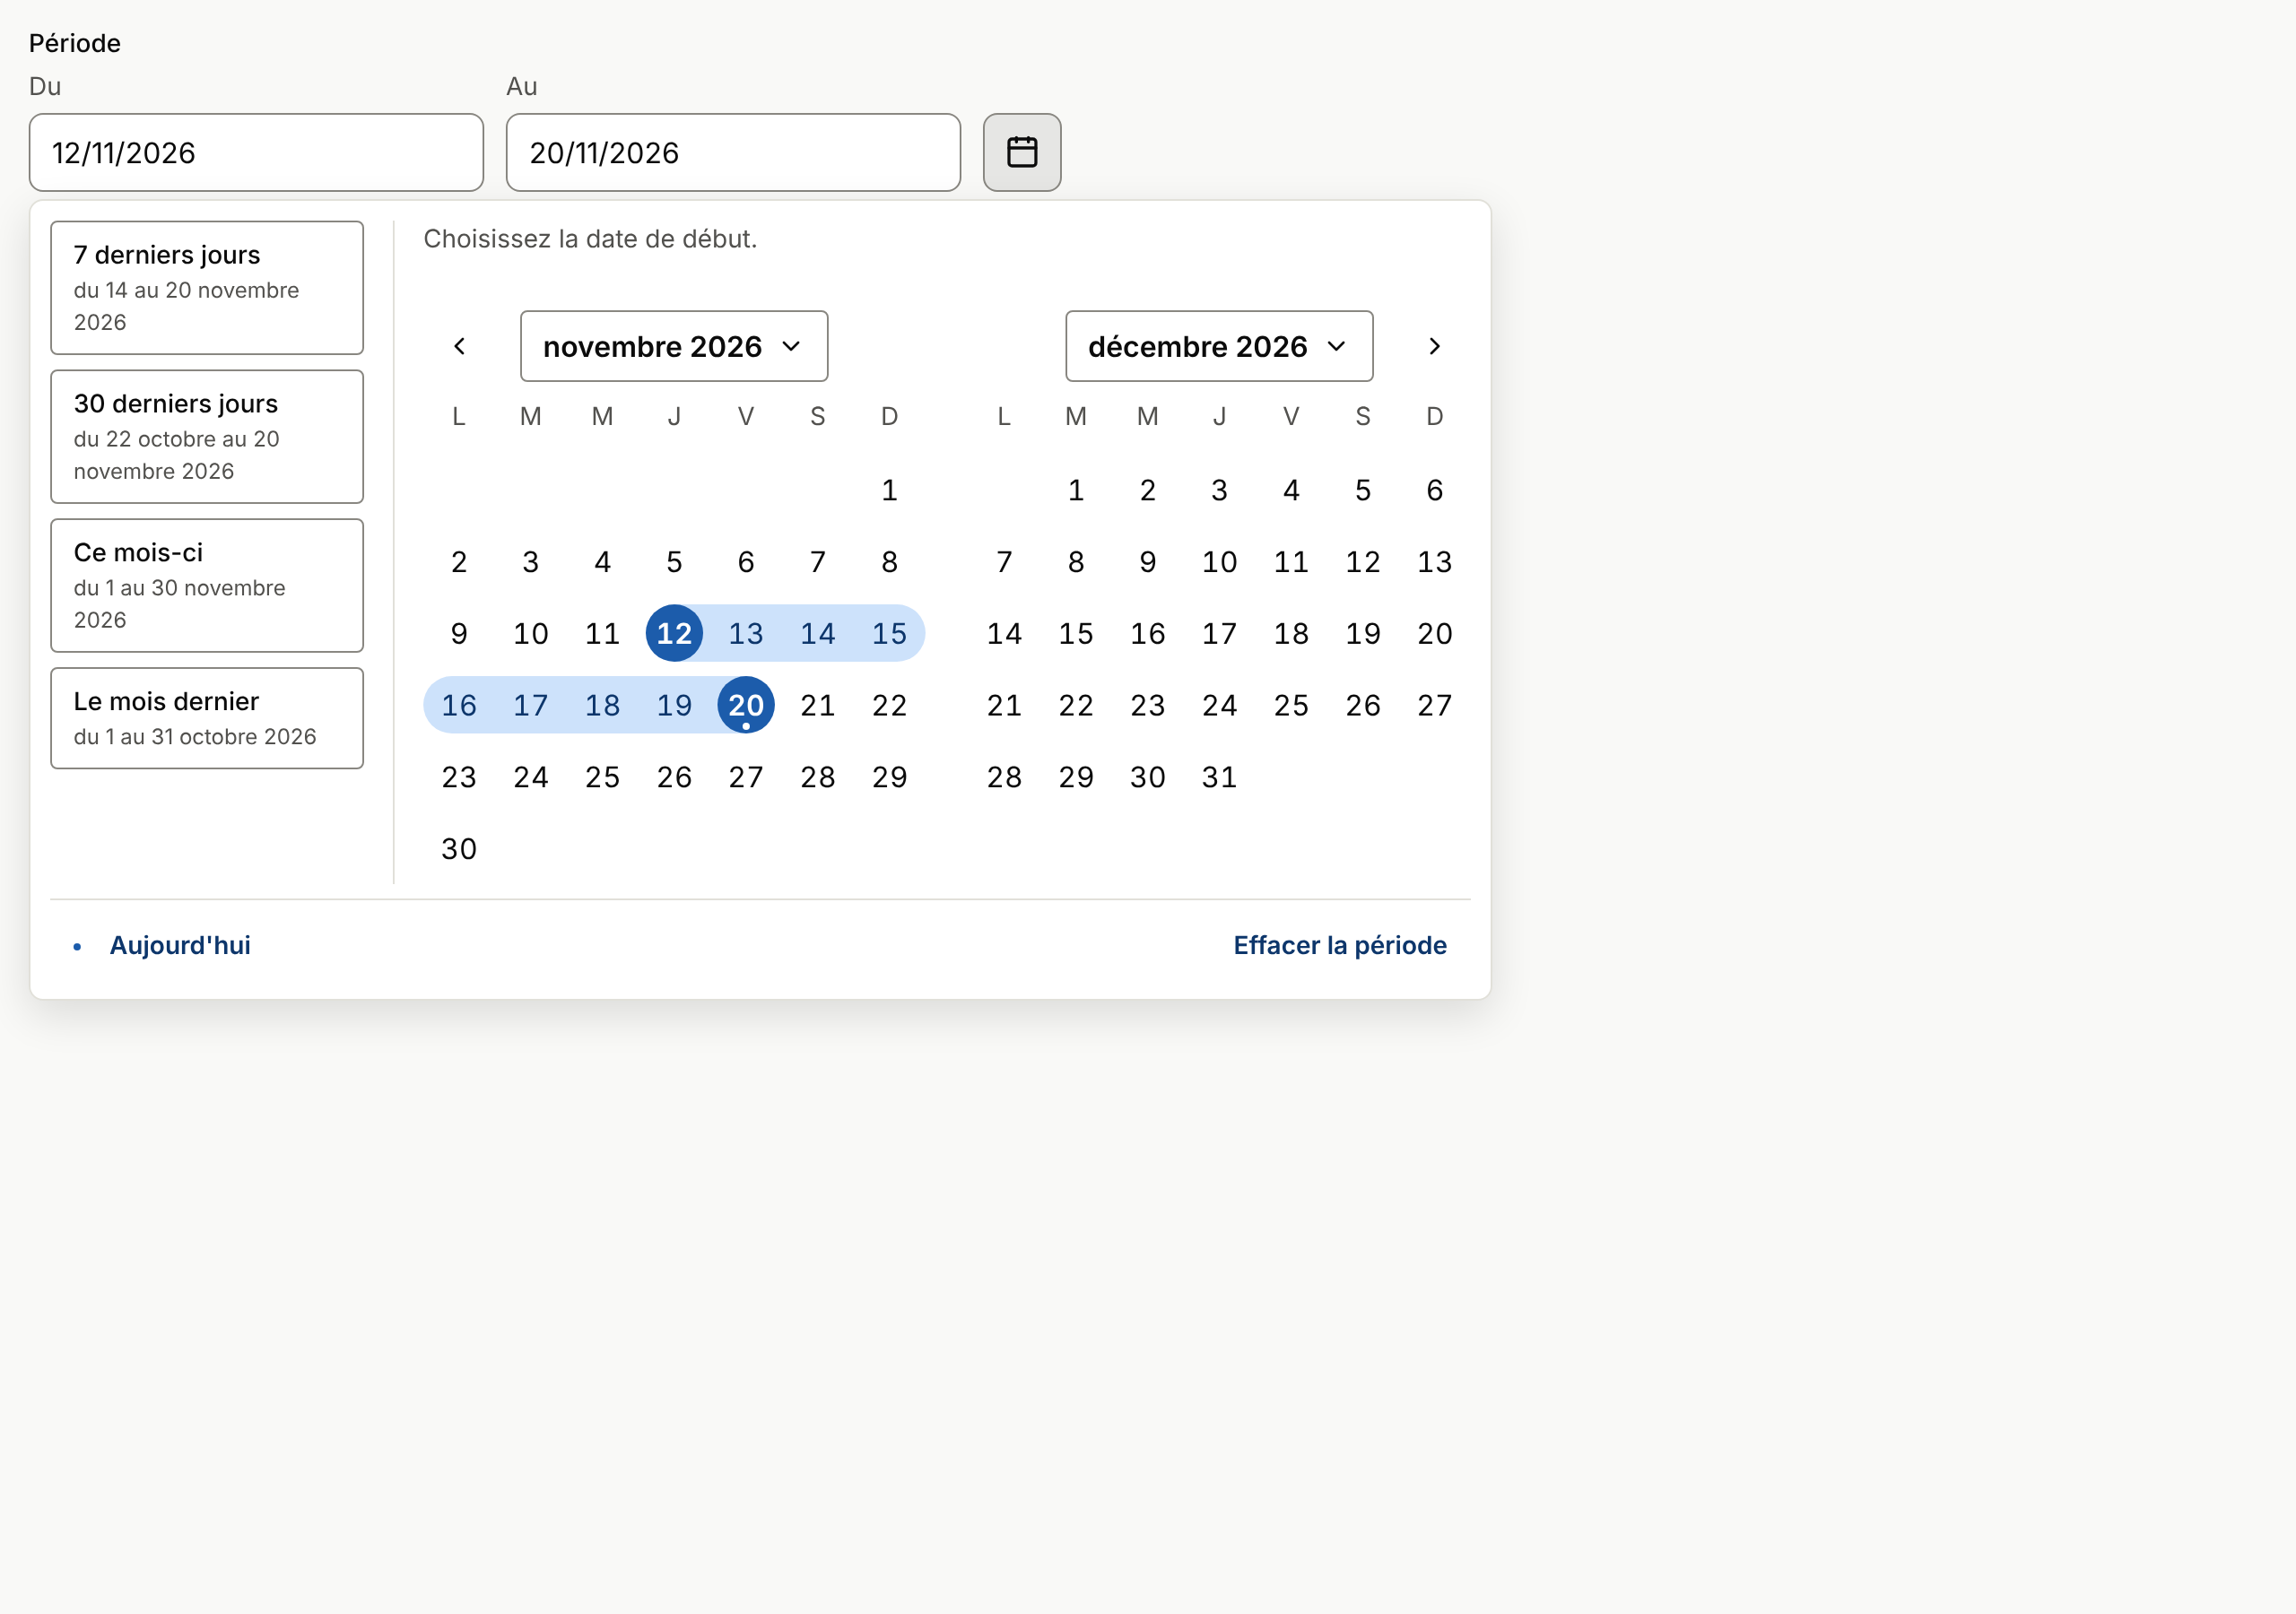 Période
Du
Au
12/11/2026
20/11/2026
7 derniers jours
du 14 au 20 novembre
2026
30 derniers jours
du 22 octobre au 20
novembre 2026
Ce mois-ci
du 1 au 30 novembre
2026
Le mois dernier
du 1 au 31 octobre 2026
Choisissez la date de début.
novembre 2026
L M M J V S D
1
2 3 4 5 6 7 8
9 10 11 12 13 14 15
16 17 18 19 20 21 22
23 24 25 26 27 28 29
30
décembre 2026
L M M J V S D
1 2 3 4 5 6
7 8 9 10 11 12 13
14 15 16 17 18 19 20
21 22 23 24 25 26 27
28 29 30 31
Aujourd'hui
Effacer la période